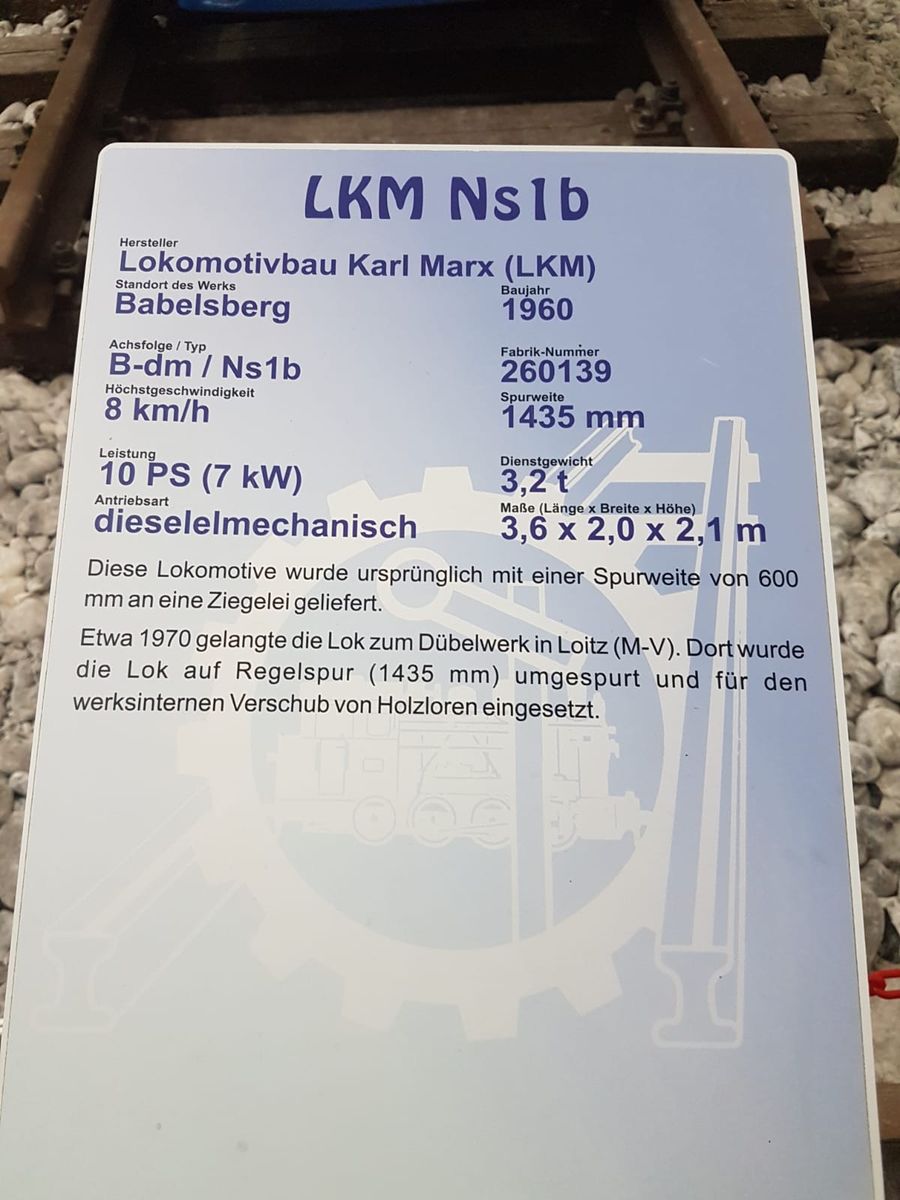 LKM Ns1b
Hersteller
Lokomotivbau Karl Marx (LKM)
Standort des Werks
Babelsberg
Baujahr
1960
Achsfolge / Typ
B-dm / Ns1b
Fabrik-Nummer
260139
Höchstgeschwindigkeit
8 km/h
Spurweite
1435 mm
Leistung
10 PS (7 kW)
Dienstgewicht
3,2 t
Antriebsart
dieselelmechanisch
Maße (Länge x Breite x Höhe)
3,6 x 2,0 x 2,1 m
Diese Lokomotive wurde ursprünglich mit einer Spurweite von 600
mm an eine Ziegelei geliefert.
Etwa 1970 gelangte die Lok zum Dübelwerk in Loitz (M-V). Dort wurde
die Lok auf Regelspur (1435 mm) umgespurt und für den
werksinternen Verschub von Holzloren eingesetzt.